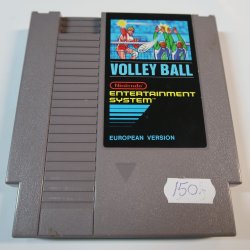 VOLLEY BALL
Nintendo
ENTERTAINMENT
SYSTEM
EUROPEAN VERSION
150.-